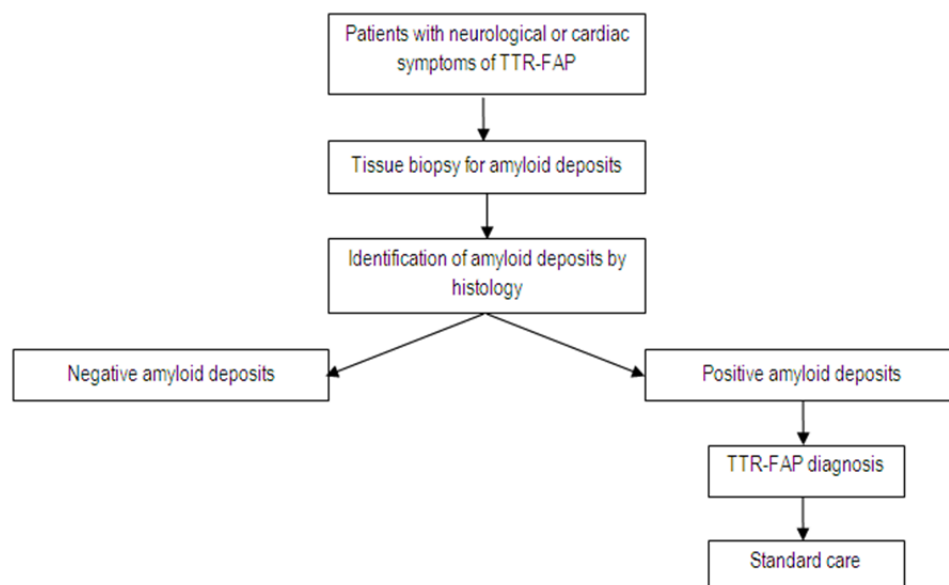 Patients with neurological or cardiac
symptoms of TTR-FAP
Tissue biopsy for amyloid deposits
Identification of amyloid deposits by
histology
Negative amyloid deposits
Positive amyloid deposits
TTR-FAP diagnosis
Standard care